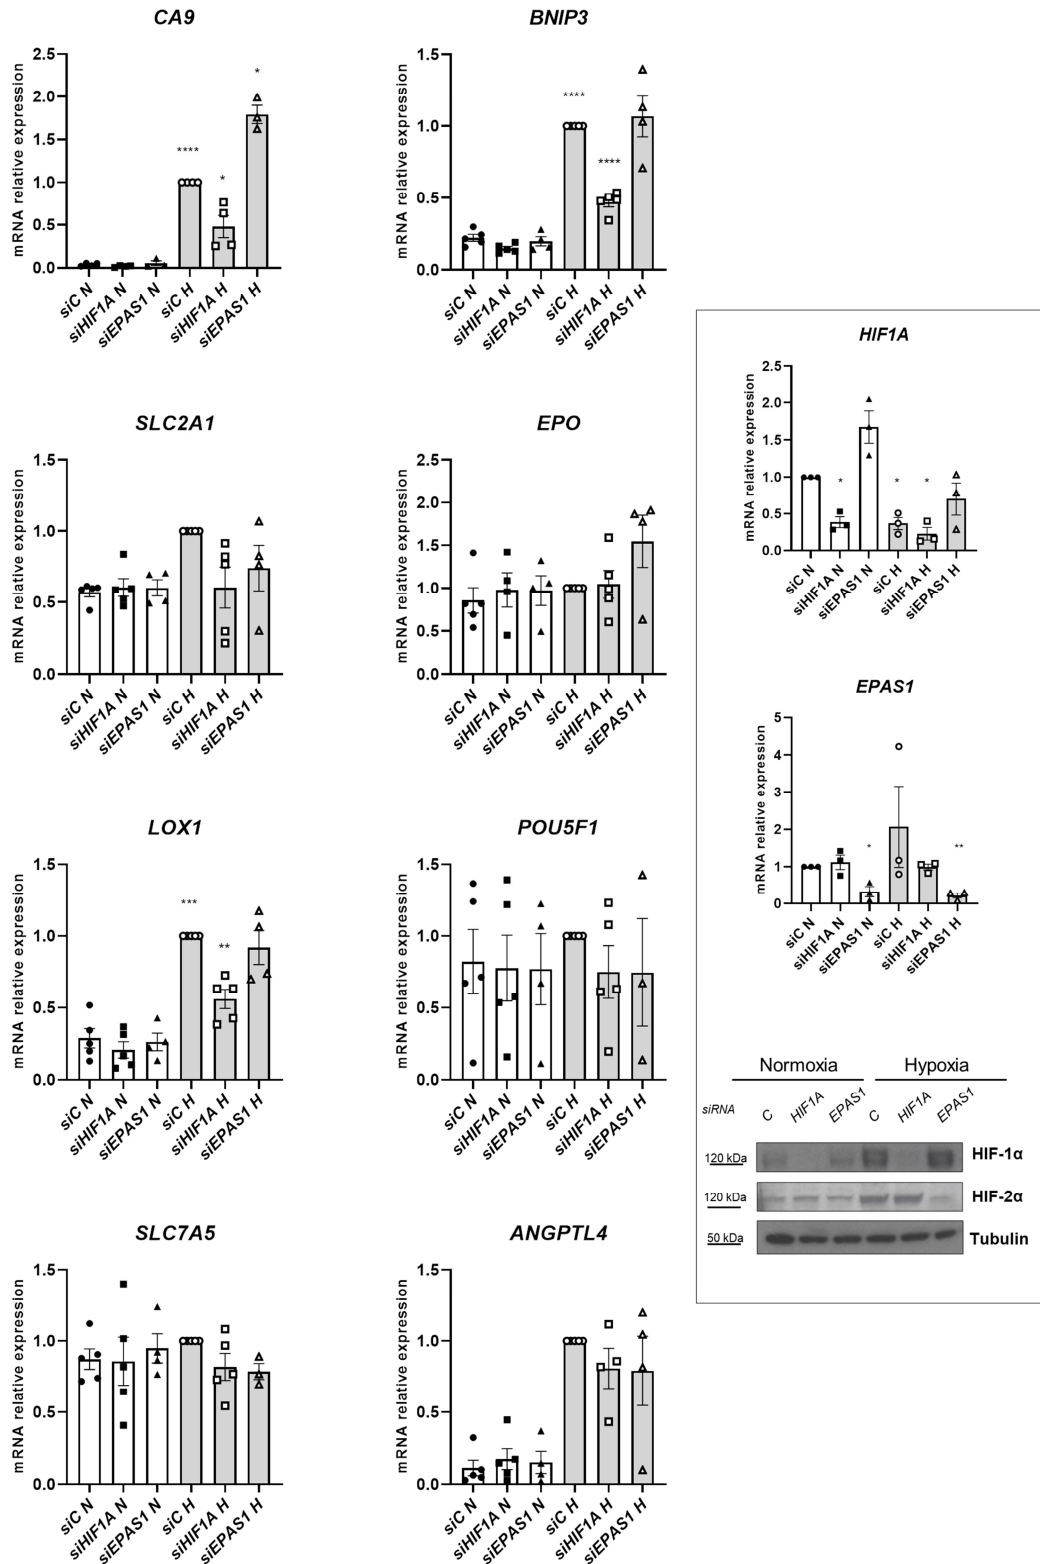 CA9
mRNA relative expression
2.5
2.0
1.5
1.0
0.5
0.0
****
*
*
siC N
siHIF1A N
siEPAS1 N
siC H
siHIF1A H
siEPAS1 H
BNIP3
mRNA relative expression
1.5
1.0
0.5
0.0
****
****
siC N
siHIF1A N
siEPAS1 N
siC H
siHIF1A H
siEPAS1 H
SLC2A1
mRNA relative expression
1.5
1.0
0.5
0.0
siC N
siHIF1A N
siEPAS1 N
siC H
siHIF1A H
siEPAS1 H
EPO
mRNA relative expression
2.5
2.0
1.5
1.0
0.5
0.0
siC N
siHIF1A N
siEPAS1 N
siC H
siHIF1A H
siEPAS1 H
LOX1
mRNA relative expression
1.5
1.0
0.5
0.0
***
**
siC N
siHIF1A N
siEPAS1 N
siC H
siHIF1A H
siEPAS1 H
POU5F1
mRNA relative expression
1.5
1.0
0.5
0.0
siC N
siHIF1A N
siEPAS1 N
siC H
siHIF1A H
siEPAS1 H
SLC7A5
mRNA relative expression
1.5
1.0
0.5
0.0
siC N
siHIF1A N
siEPAS1 N
siC H
siHIF1A H
siEPAS1 H
ANGPTL4
mRNA relative expression
1.5
1.0
0.5
0.0
siC N
siHIF1A N
siEPAS1 N
siC H
siHIF1A H
siEPAS1 H
HIF1A
mRNA relative expression
2.5
2.0
1.5
1.0
0.5
0.0
*
*
*
siC N
siHIF1A N
siEPAS1 N
siC H
siHIF1A H
siEPAS1 H
EPAS1
mRNA relative expression
5
4
3
2
1
0
*
**
siC N
siHIF1A N
siEPAS1 N
siC H
siHIF1A H
siEPAS1 H
Normoxia Hypoxia
siRNA C HIF1A EPAS1 C HIF1A EPAS1
120 kDa HIF-1α
120 kDa HIF-2α
50 kDa Tubulin